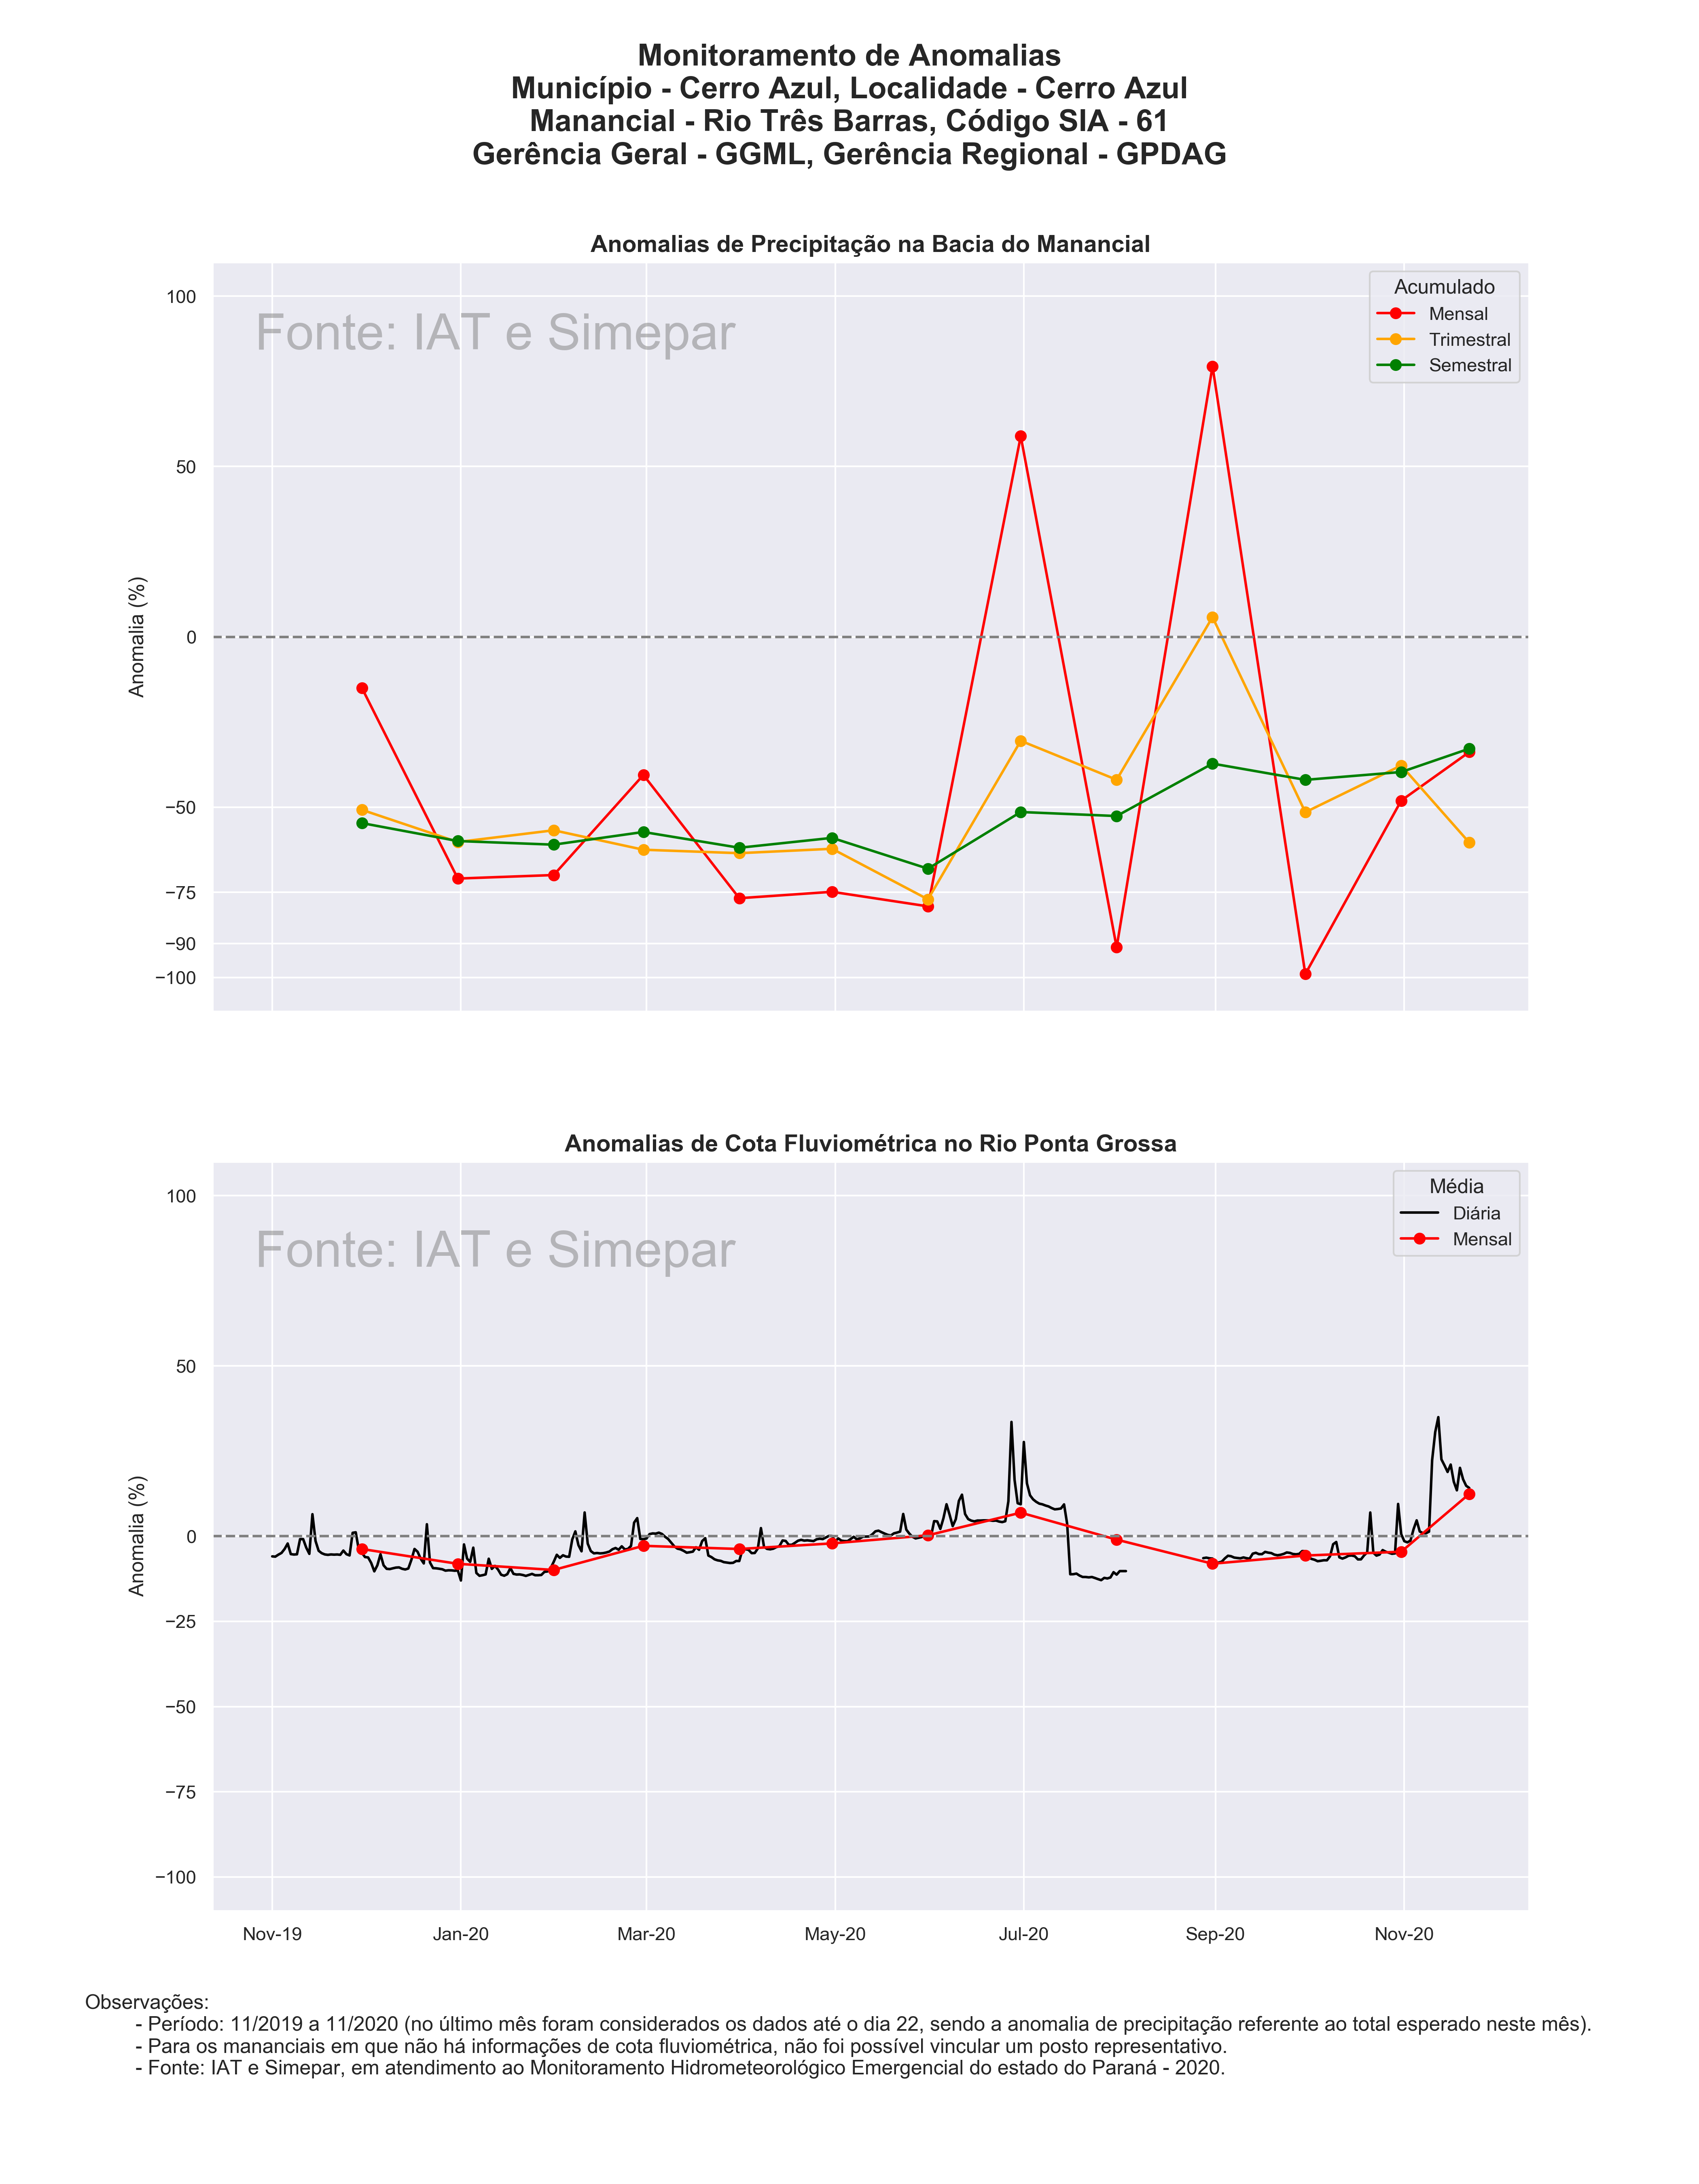 Monitoramento de Anomalias
Município - Cerro Azul, Localidade - Cerro Azul
Manancial - Rio Três Barras, Código SIA - 61
Gerência Geral - GGML, Gerência Regional - GPDAG
Anomalias de Precipitação na Bacia do Manancial
Fonte: IAT e Simepar
Acumulado
Mensal
Trimestral
Semestral
Anomalia (%)
100
50
0
−50
−75
−90
−100
Anomalias de Cota Fluviométrica no Rio Ponta Grossa
Fonte: IAT e Simepar
Média
Diária
Mensal
Anomalia (%)
100
50
0
−25
−50
−75
−100
Nov-19 Jan-20 Mar-20 May-20 Jul-20 Sep-20 Nov-20
Observações:
- Período: 11/2019 a 11/2020 (no último mês foram considerados os dados até o dia 22, sendo a anomalia de precipitação referente ao total esperado neste mês).
- Para os mananciais em que não há informações de cota fluviométrica, não foi possível vincular um posto representativo.
- Fonte: IAT e Simepar, em atendimento ao Monitoramento Hidrometeorológico Emergencial do estado do Paraná - 2020.